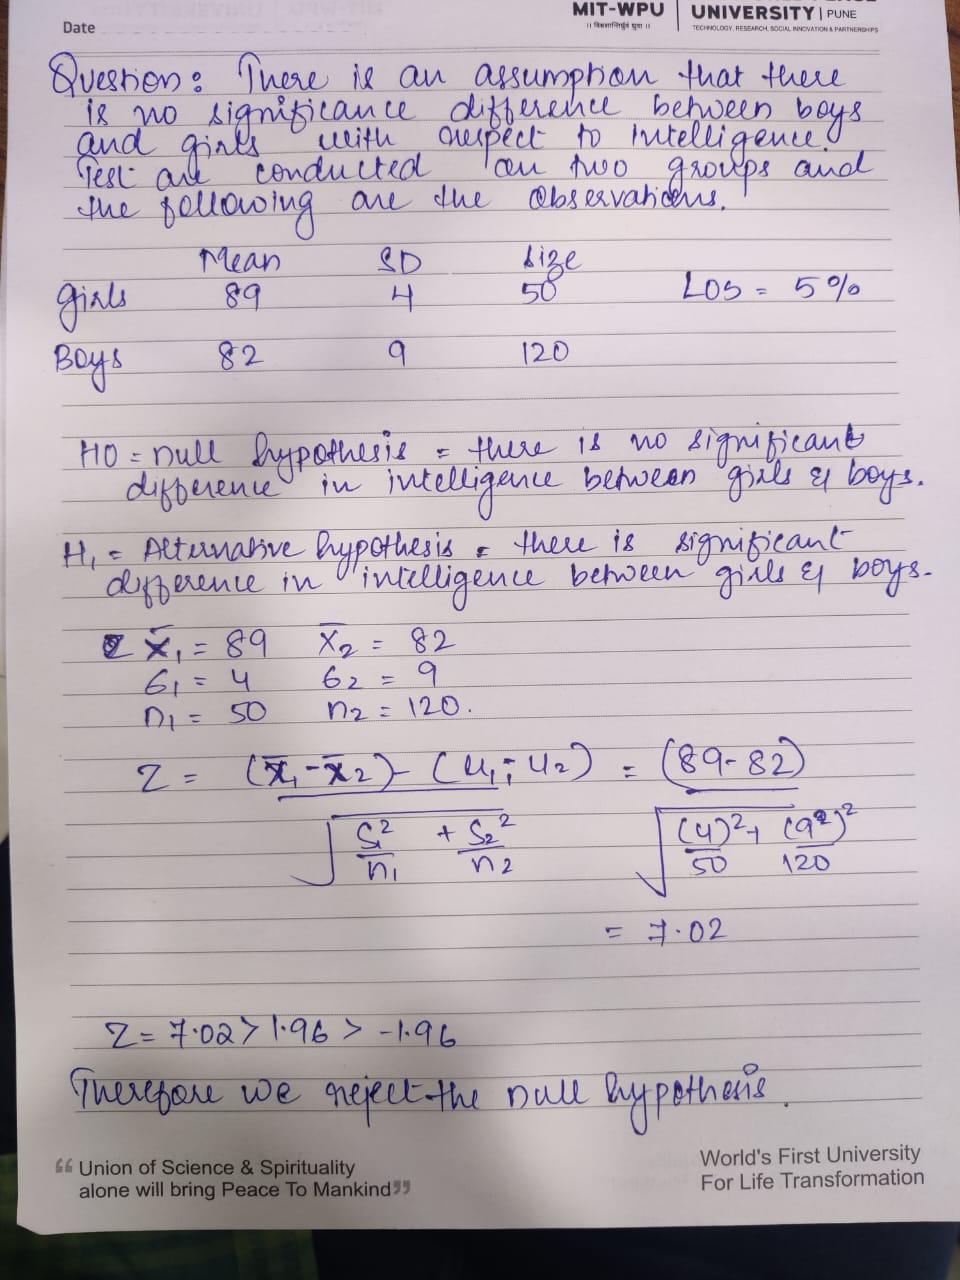 MIT-WPU
UNIVERSITY | PUNE
TECHNOLOGY, RESEARCH, SOCIAL INNOVATION & PARTNERSHIPS
Date
Question: There is an assumption that there
is no significance difference between boys
and girls with respect to intelligence.
Test are conducted on two groups and
the following are the observations.
Mean SD Size
Girls 89 4 50 LOS = 5%
Boys 82 9 120
H0 = null hypothesis = there is no significant
difference in intelligence between girls & boys.
H₁ = Alternative hypothesis = there is significant
difference in intelligence between girls & boys.
x̄₁ = 89 x̄₂ = 82
б₁ = 4 б₂ = 9
n₁ = 50 n₂ = 120.
Z = (x̄₁ - x̄₂) - (u₁ - u₂) = (89-82)
√ S₁²/n₁ + S₂²/n₂ √ (4)²/50 + (9²)²/120
= 7.02
Z = 7.02 > 1.96 > -1.96
Therefore we reject the null hypothesis.
“ Union of Science & Spirituality
alone will bring Peace To Mankind ”
World's First University
For Life Transformation